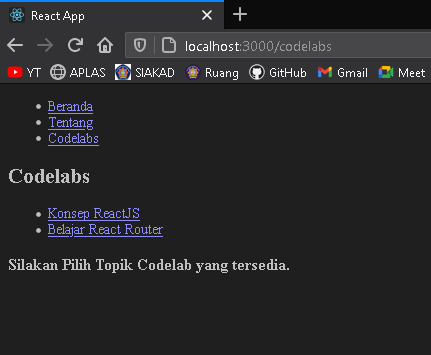 React App
localhost:3000/codelabs
YT APLAS SIAKAD Ruang GitHub Gmail Meet
Beranda
Tentang
Codelabs
Codelabs
Konsep ReactJS
Belajar React Router
Silakan Pilih Topik Codelab yang tersedia.